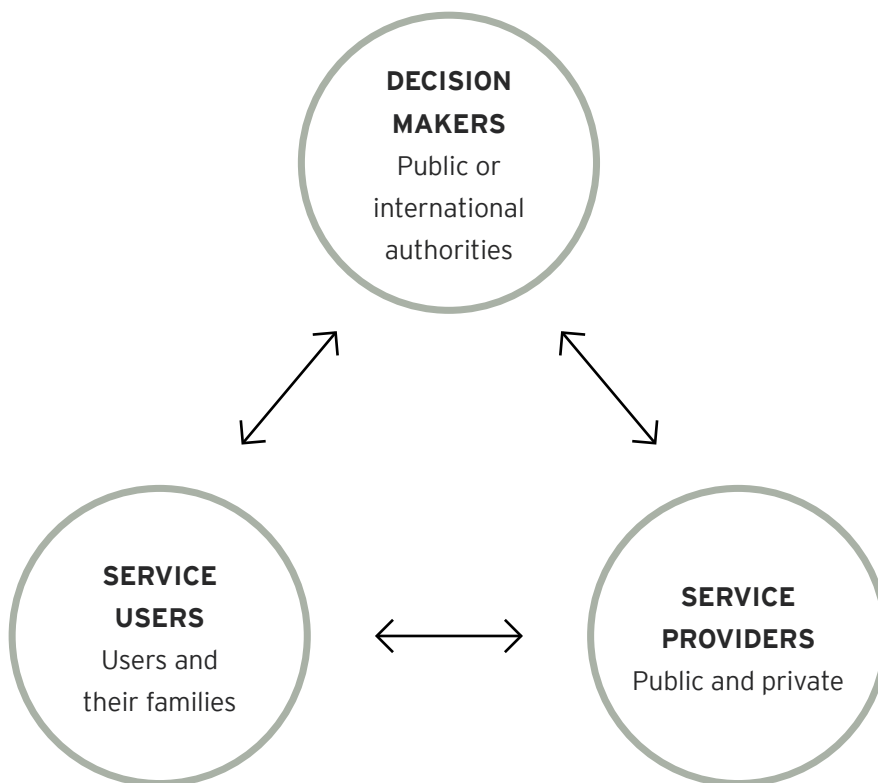 DECISION
MAKERS
Public or
international
authorities
SERVICE
USERS
Users and
their families
SERVICE
PROVIDERS
Public and private